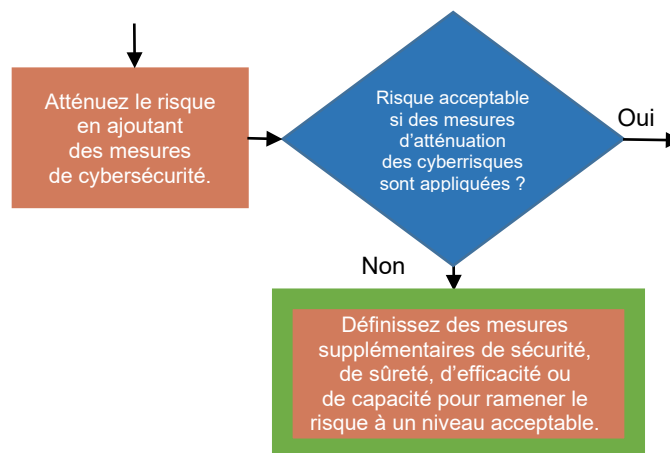 Atténuez le risque
en ajoutant
des mesures
de cybersécurité.
Risque acceptable
si des mesures
d’atténuation
des cyberrisques
sont appliquées ?
Oui
Non
Définissez des mesures
supplémentaires de sécurité,
de sûreté, d’efficacité ou
de capacité pour ramener le
risque à un niveau acceptable.